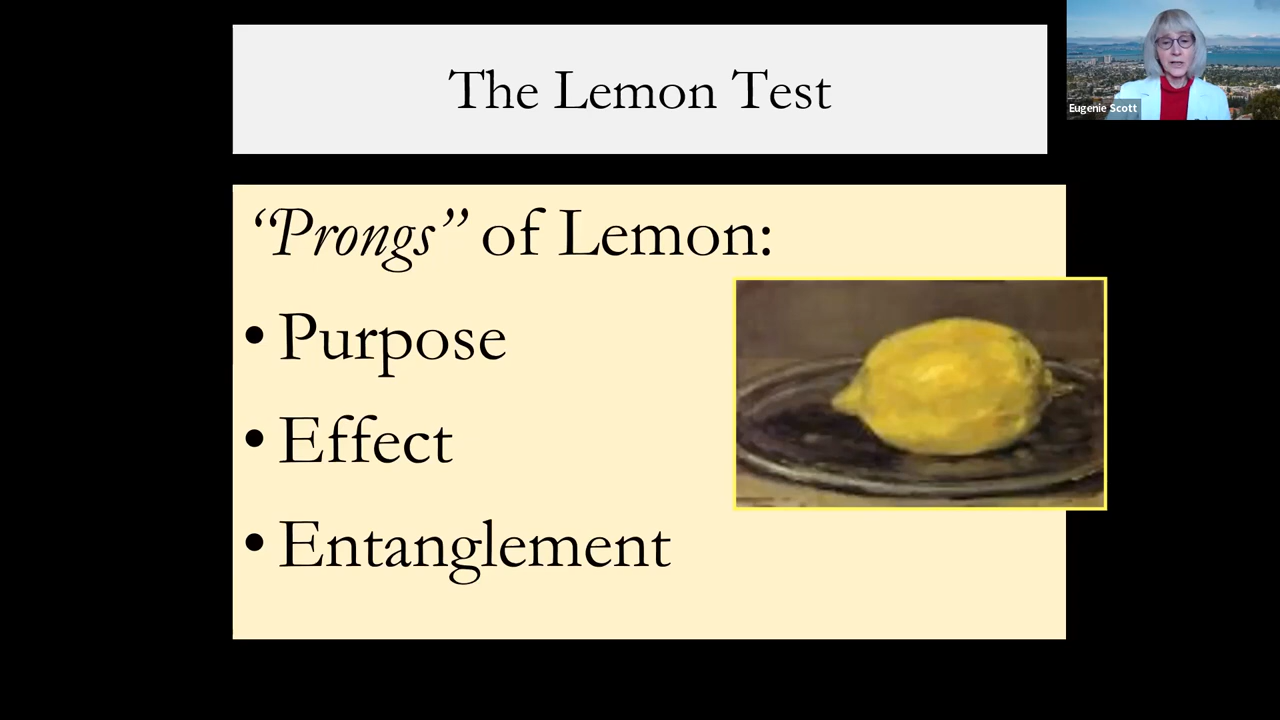 The Lemon Test
Eugenie Scott
“Prongs” of Lemon:
• Purpose
• Effect
• Entanglement